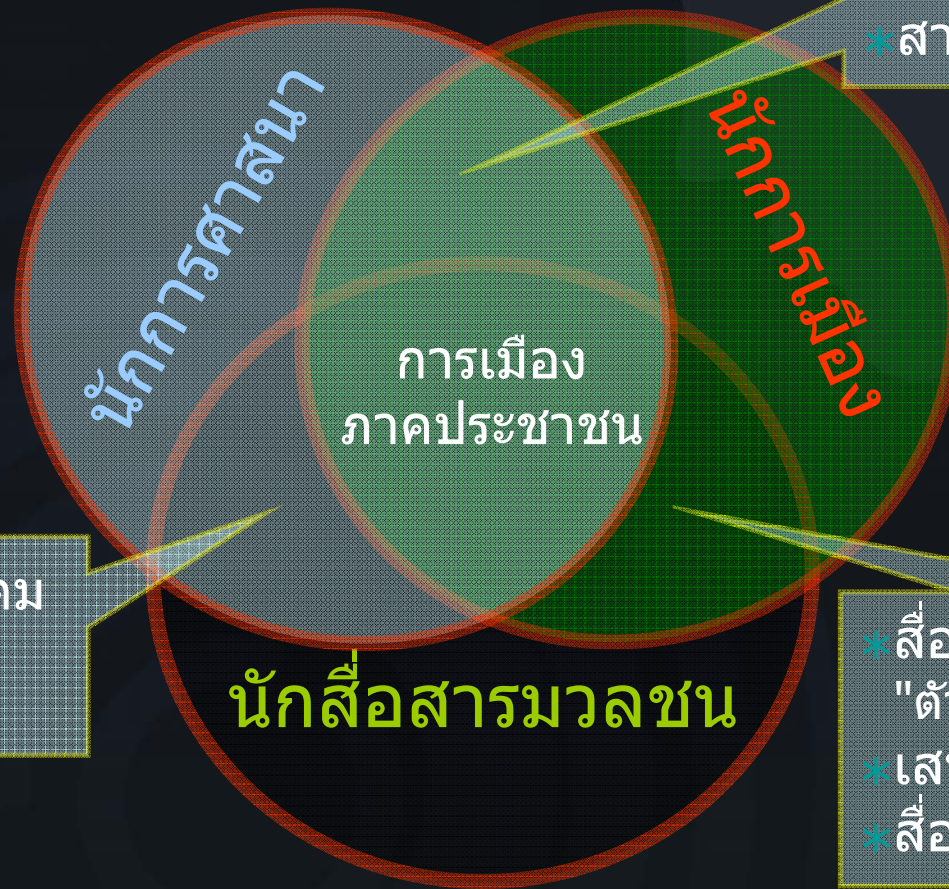 นักการศาสนา
นักการเมือง
การเมือง
ภาคประชาชน
นักสื่อสารมวลชน
"ตัว